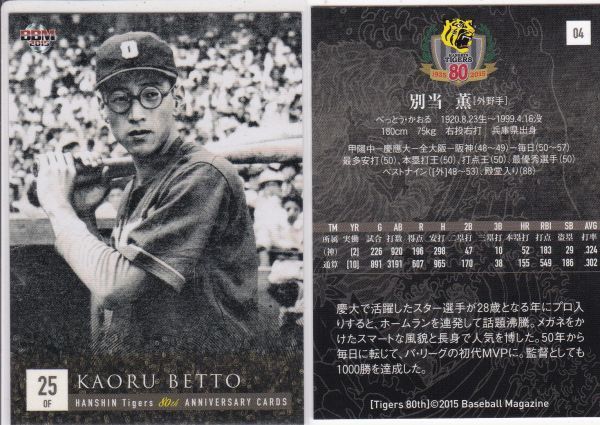 BBM
2015
25
OF
KAORU BETTO
HANSHIN Tigers 80th ANNIVERSARY CARDS
04
HANSHIN
TIGERS
1935 80 2015
別当 薫[外野手]
べっとう・かおる 1920.8.23生〜1999.4.16没
180cm 75kg 右投右打 兵庫県出身
甲陽中ー慶應大ー全大阪ー阪神(48〜49)ー毎日(50〜57)
最多安打(50)、本塁打王(50)、打点王(50)、最優秀選手(50)
ベストナイン([外]48〜53)、殿堂入り(88)
TM YR G AB R H 2B 3B HR RBI SB AVG
所属 実働 試合 打数 得点 安打 二塁打 三塁打 本塁打 打点 盗塁 打率
(神) [2] 226 920 196 298 47 10 52 193 29 .324
通算 [10] 891 3191 607 965 170 38 155 549 186 .302
慶大で活躍したスター選手が28歳となる年にプロ入
りすると、ホームランを連発して話題沸騰。メガネをか
けたスマートな風貌と長身で人気を博した。50年から
毎日に転じて、パ・リーグの初代MVPに。監督としても
1000勝を達成した。
[Tigers 80th]©2015 Baseball Magazine